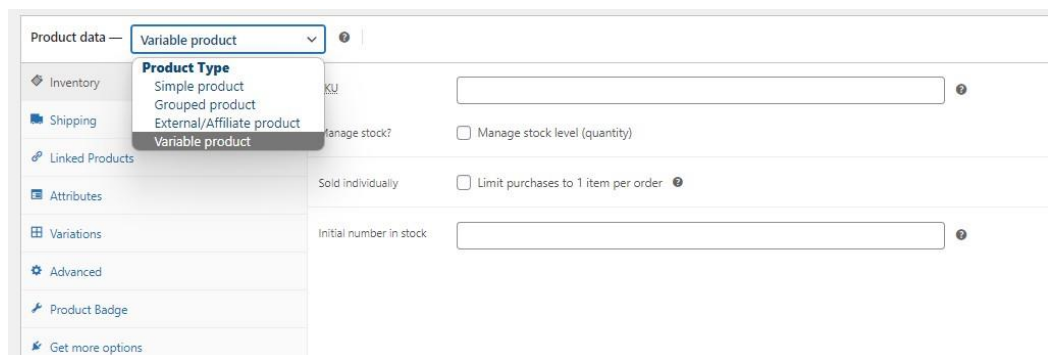 Product data — Variable product
Product Type
Simple product
Grouped product
External/Affiliate product
Variable product
Inventory
Shipping
Linked Products
Attributes
Variations
Advanced
Product Badge
Get more options
KU
Manage stock? Manage stock level (quantity)
Sold individually Limit purchases to 1 item per order
Initial number in stock